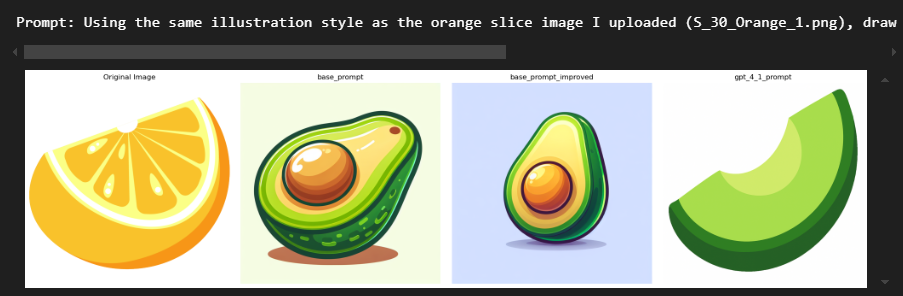 Prompt: Using the same illustration style as the orange slice image I uploaded (S_30_Orange_1.png), draw
Original Image
base_prompt
base_prompt_improved
gpt_4_1_prompt